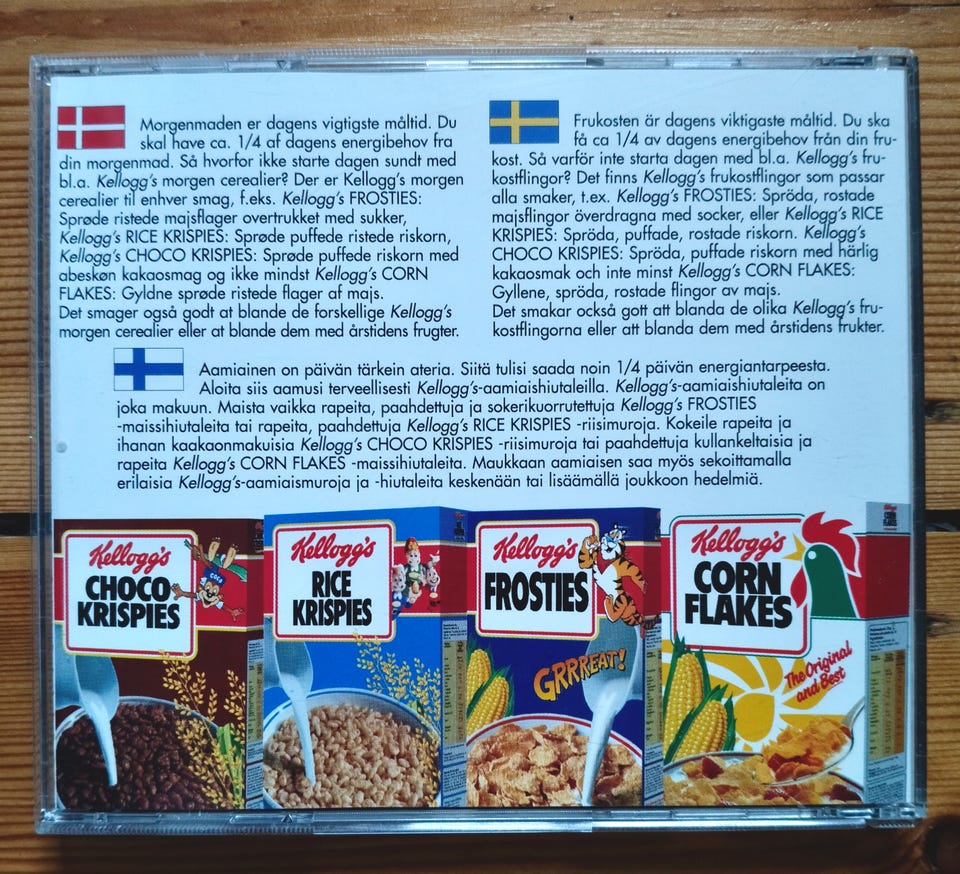 Morgenmaden er dagens vigtigste måltid. Du
skal have ca. 1/4 af dagens energibehov fra
din morgenmad. Så hvorfor ikke starte dagen sundt med
bl.a. Kellogg's morgen cerealier? Der er Kellogg's morgen
cerealier til enhver smag, f.eks. Kellogg's FROSTIES:
Sprøde ristede majsflager overtrukket med sukker,
Kellogg's RICE KRISPIES: Sprøde puffede ristede riskorn,
Kellogg's CHOCO KRISPIES: Sprøde puffede riskorn med
abeskøn kakaosmag og ikke mindst Kellogg's CORN
FLAKES: Gyldne sprøde ristede flager af majs.
Det smager også godt at blande de forskellige Kellogg's
morgen cerealier eller at blande dem med årstidens frugter.
Frukosten är dagens viktigaste måltid. Du ska
få ca 1/4 av dagens energibehov från din fru-
kost. Så varför inte starta dagen med bl.a. Kellogg's fru-
kostflingor? Det finns Kellogg's frukostflingor som passar
alla smaker, t.ex. Kellogg's FROSTIES: Spröda, rostade
majsflingor överdragna med socker, eller Kellogg's RICE
KRISPIES: Spröda, puffade, rostade riskorn. Kellogg's
CHOCO KRISPIES: Spröda, puffade riskorn med härlig
kakaosmak och inte minst Kellogg's CORN FLAKES:
Gyllene, spröda, rostade flingor av majs.
Det smakar också gott att blanda de olika Kellogg's fru-
kostflingorna eller att blanda dem med årstidens frukter.
Aamiainen on päivän tärkein ateria. Siitä tulisi saada noin 1/4 päivän energiantarpeesta.
Aloita siis aamusi terveellisesti Kellogg's-aamiaishiutaleilla. Kellogg's-aamiaishiutaleita on
joka makuun. Maista vaikka rapeita, paahdettuja ja sokerikuorrutettuja Kellogg's FROSTIES
-maissihiutaleita tai rapeita, paahdettuja Kellogg's RICE KRISPIES -riisimuroja. Kokeile rapeita ja
ihanan kaakaonmakuisia Kellogg's CHOCO KRISPIES -riisimuroja tai paahdettuja kullankeltaisia ja
rapeita Kellogg's CORN FLAKES -maissihiutaleita. Maukkaan aamiaisen saa myös sekoittamalla
erilaisia Kellogg's-aamiaismuroja ja -hiutaleita keskenään tai lisäämällä joukkoon hedelmiä.
Kellogg's
CHOCO
KRISPIES
COCO
Kellogg's
RICE
KRISPIES
Kellogg's
FROSTIES
GRRREAT!
Kellogg's
CORN
FLAKES
The Original
and Best